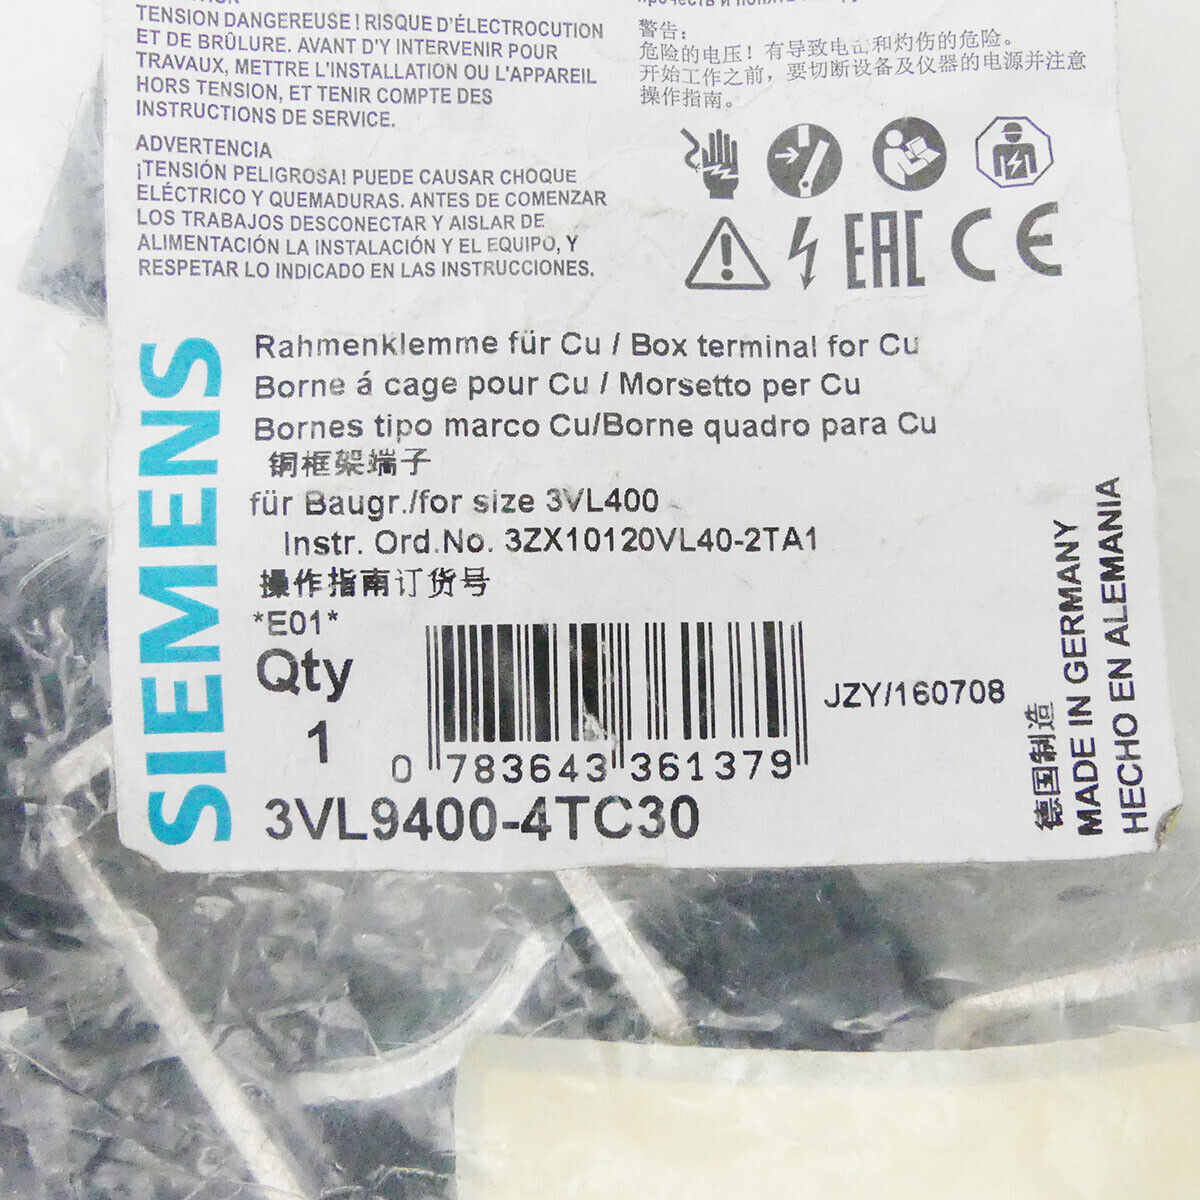 TENSION DANGEREUSE ! RISQUE D'ÉLECTROCUTION
ET DE BRÛLURE. AVANT D'Y INTERVENIR POUR
TRAVAUX, METTRE L'INSTALLATION OU L'APPAREIL
HORS TENSION, ET TENIR COMPTE DES
INSTRUCTIONS DE SERVICE.
ADVERTENCIA
¡TENSIÓN PELIGROSA! PUEDE CAUSAR CHOQUE
ELÉCTRICO Y QUEMADURAS. ANTES DE COMENZAR
LOS TRABAJOS DESCONECTAR Y AISLAR DE
ALIMENTACIÓN LA INSTALACIÓN Y EL EQUIPO, Y
RESPETAR LO INDICADO EN LAS INSTRUCCIONES.
警告:
危险的电压！有导致电击和灼伤的危险。
开始工作之前，要切断设备及仪器的电源并注意
操作指南。
EAC CE
SIEMENS
Rahmenklemme für Cu / Box terminal for Cu
Borne á cage pour Cu / Morsetto per Cu
Bornes tipo marco Cu/Borne quadro para Cu
铜框架端子
für Baugr./for size 3VL400
Instr. Ord.No. 3ZX10120VL40-2TA1
操作指南订货号
*E01*
Qty
1
0 783643 361379
JZY/160708
3VL9400-4TC30
德国制造
MADE IN GERMANY
HECHO EN ALEMANIA